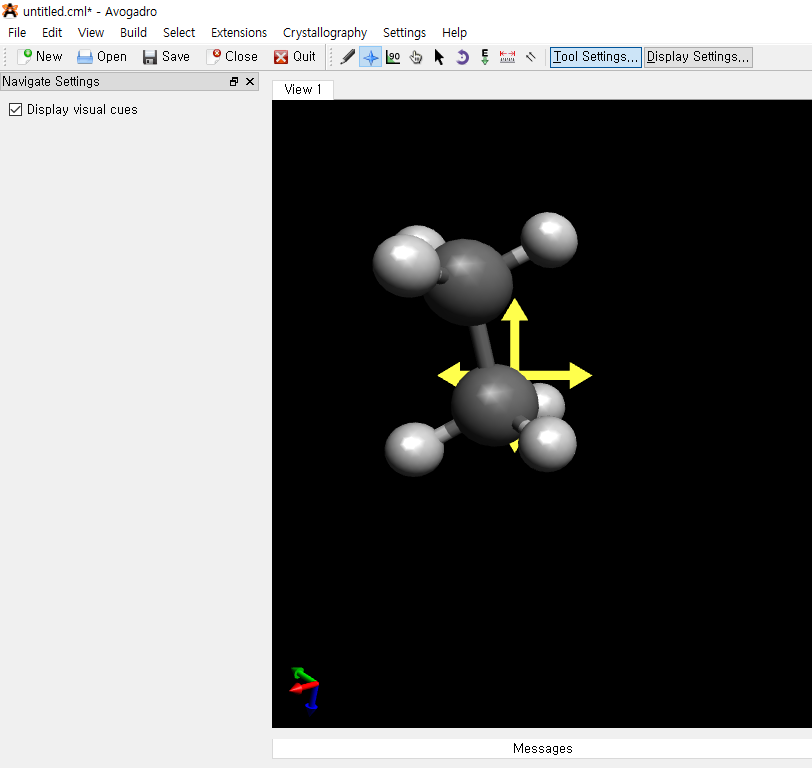 untitled.cml* - Avogadro
File Edit View Build Select Extensions Crystallography Settings Help
New Open Save Close Quit 90 E Tool Settings... Display Settings...
Navigate Settings
View 1
Display visual cues
Messages